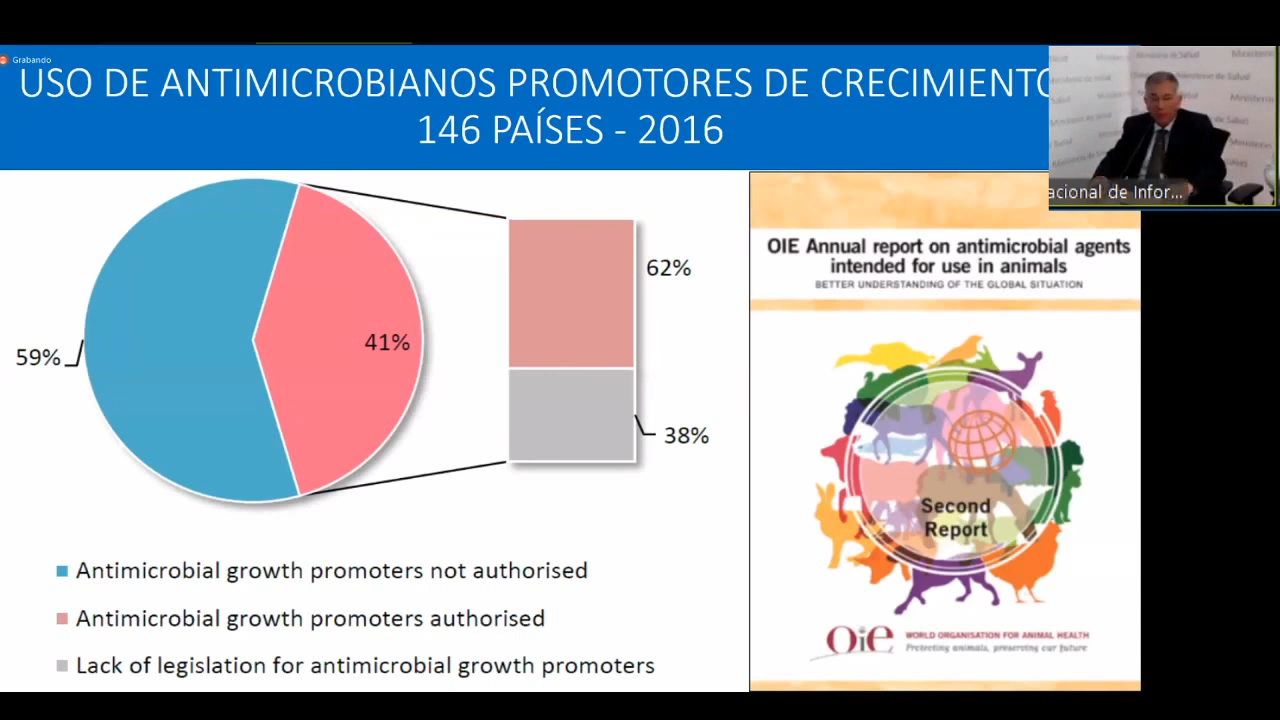 Grabando
USO DE ANTIMICROBIANOS PROMOTORES DE CRECIMIENTO
146 PAÍSES - 2016
acional de Infor...
59%
41%
62%
38%
Antimicrobial growth promoters not authorised
Antimicrobial growth promoters authorised
Lack of legislation for antimicrobial growth promoters
OIE Annual report on antimicrobial agents
intended for use in animals
BETTER UNDERSTANDING OF THE GLOBAL SITUATION
Second
Report
OiE
WORLD ORGANISATION FOR ANIMAL HEALTH
Protecting animals, preserving our future
Ministerio de Salud